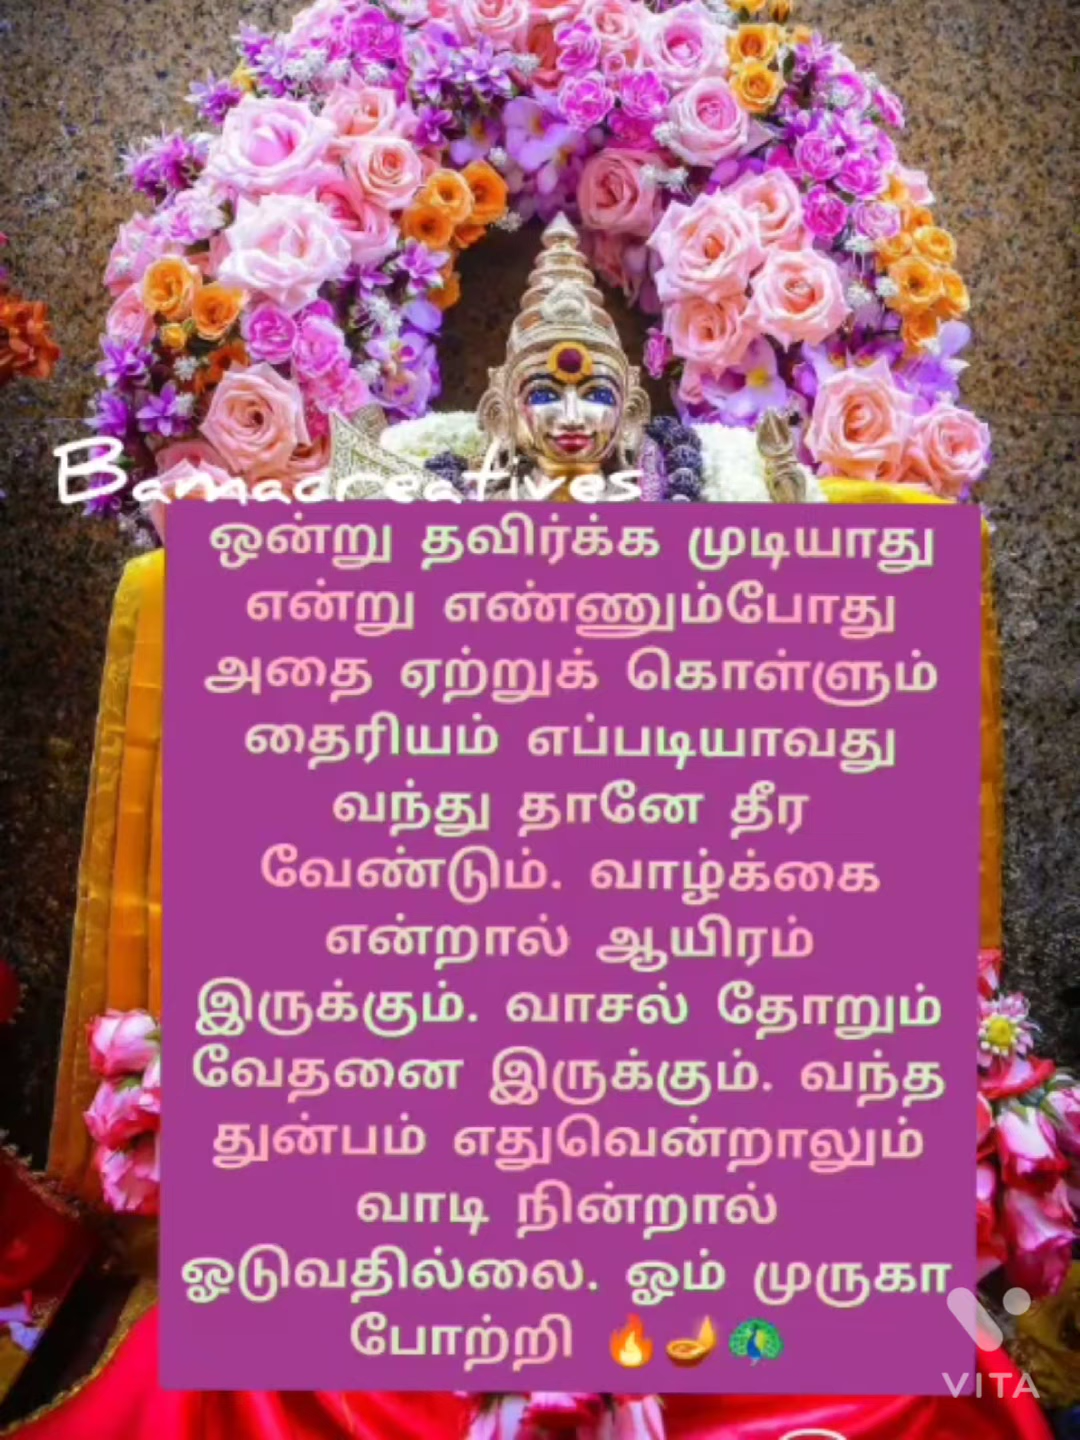 Bamacreatives
ஒன்று தவிர்க்க முடியாது
என்று எண்ணும்போது
அதை ஏற்றுக் கொள்ளும்
தைரியம் எப்படியாவது
வந்து தானே தீர
வேண்டும். வாழ்க்கை
என்றால் ஆயிரம்
இருக்கும். வாசல் தோறும்
வேதனை இருக்கும். வந்த
துன்பம் எதுவென்றாலும்
வாடி நின்றால்
ஓடுவதில்லை. ஓம் முருகா
போற்றி 🔥🪔🦚
VITA